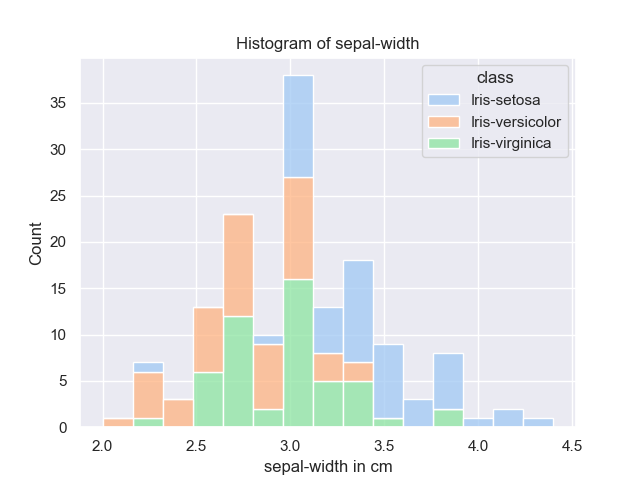 Histogram of sepal-width
class
Iris-setosa
Iris-versicolor
Iris-virginica
Count
35
30
25
20
15
10
5
0
2.0 2.5 3.0 3.5 4.0 4.5
sepal-width in cm